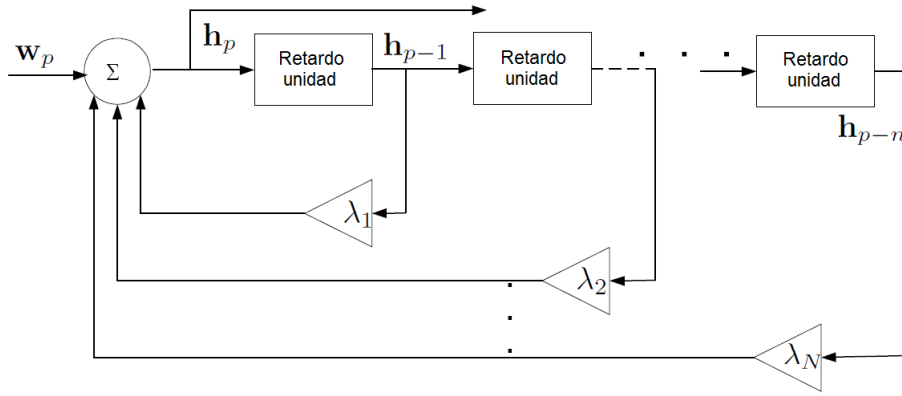 w_p
Σ
h_p
Retardo
unidad
h_{p-1}
Retardo
unidad
. . .
Retardo
unidad
h_{p-n}
λ_1
λ_2
λ_N